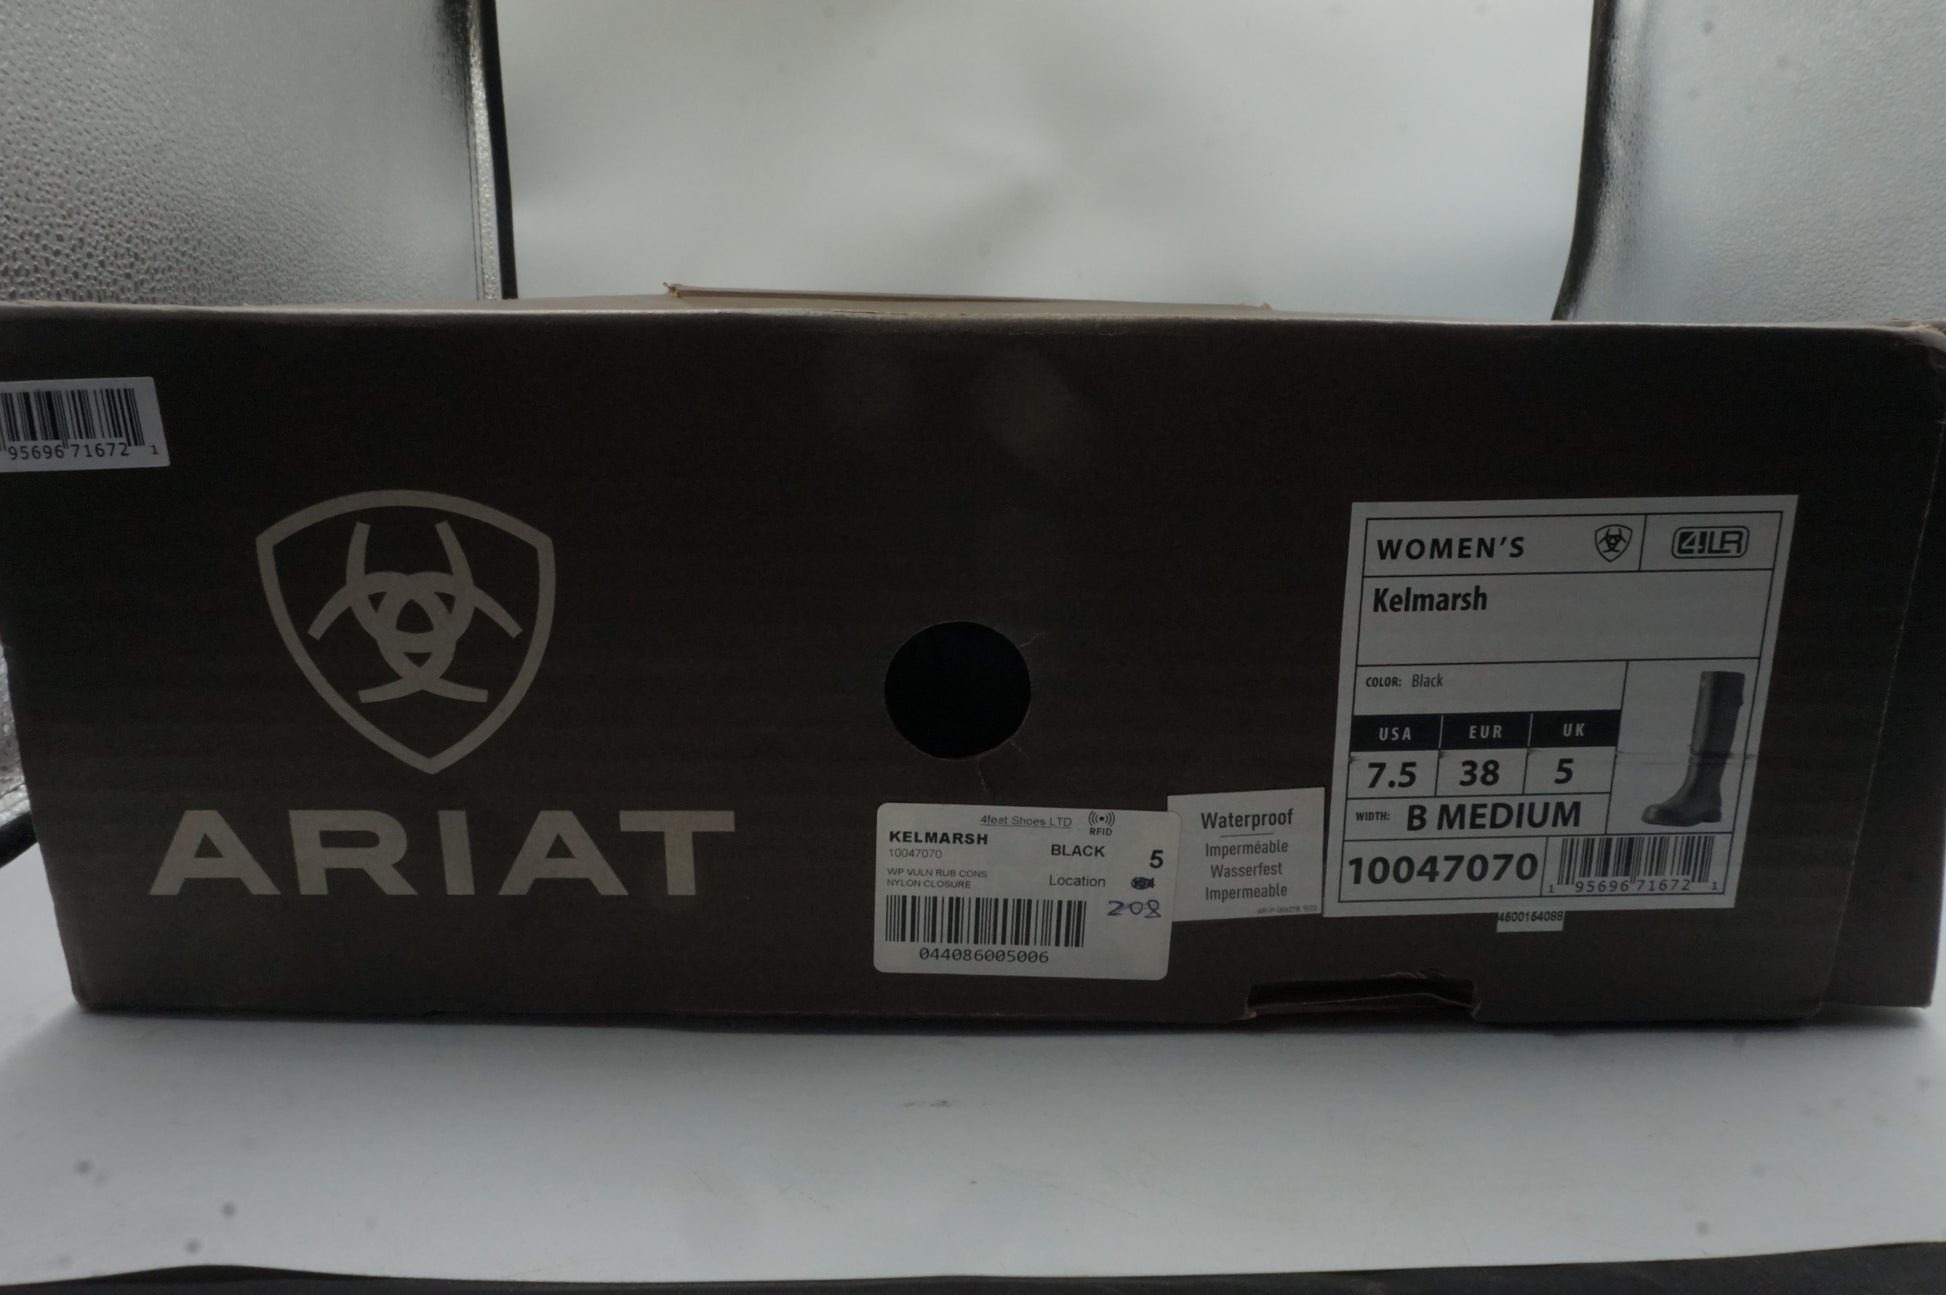 95696 71672 1
ARIAT
4feet Shoes LTD
RFID
KELMARSH
10047070
BLACK
5
WP VULN RUB CONS
NYLON CLOSURE
Location
208
044086005006
Waterproof
Imperméable
Wasserfest
Impermeable
WOMEN'S
4LR
Kelmarsh
COLOR: Black
USA EUR UK
7.5 38 5
WIDTH: B MEDIUM
10047070
1 95696 71672 1
4500154088